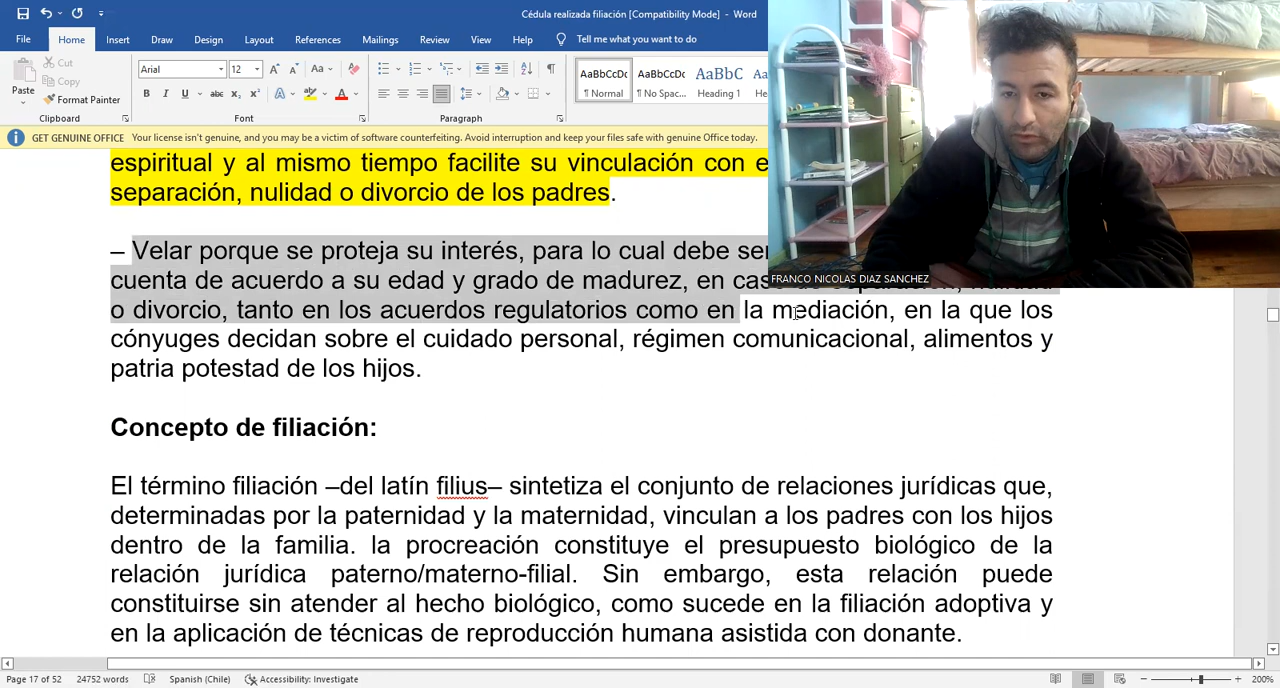 Cédula realizada filiación [Compatibility Mode] - Word
File Home Insert Draw Design Layout References Mailings Review View Help Tell me what you want to do
Paste Cut Copy Format Painter
Arial 12
AaBbCcDc AaBbCcDc AaBbC
¶ Normal ¶ No Spac... Heading 1
Clipboard Font Paragraph
GET GENUINE OFFICE Your license isn't genuine, and you may be a victim of software counterfeiting. Avoid interruption and keep your files safe with genuine Office today.
espiritual y al mismo tiempo facilite su vinculación con
separación, nulidad o divorcio de los padres.
– Velar porque se proteja su interés, para lo cual debe
cuenta de acuerdo a su edad y grado de madurez, en
o divorcio, tanto en los acuerdos regulatorios como en la mediación, en la que los
cónyuges decidan sobre el cuidado personal, régimen comunicacional, alimentos y
patria potestad de los hijos.
Concepto de filiación:
El término filiación –del latín filius– sintetiza el conjunto de relaciones jurídicas que,
determinadas por la paternidad y la maternidad, vinculan a los padres con los hijos
dentro de la familia. la procreación constituye el presupuesto biológico de la
relación jurídica paterno/materno-filial. Sin embargo, esta relación puede
constituirse sin atender al hecho biológico, como sucede en la filiación adoptiva y
en la aplicación de técnicas de reproducción humana asistida con donante.
FRANCO NICOLAS DIAZ SANCHEZ
Page 17 of 52 24752 words Spanish (Chile) Accessibility: Investigate 200%